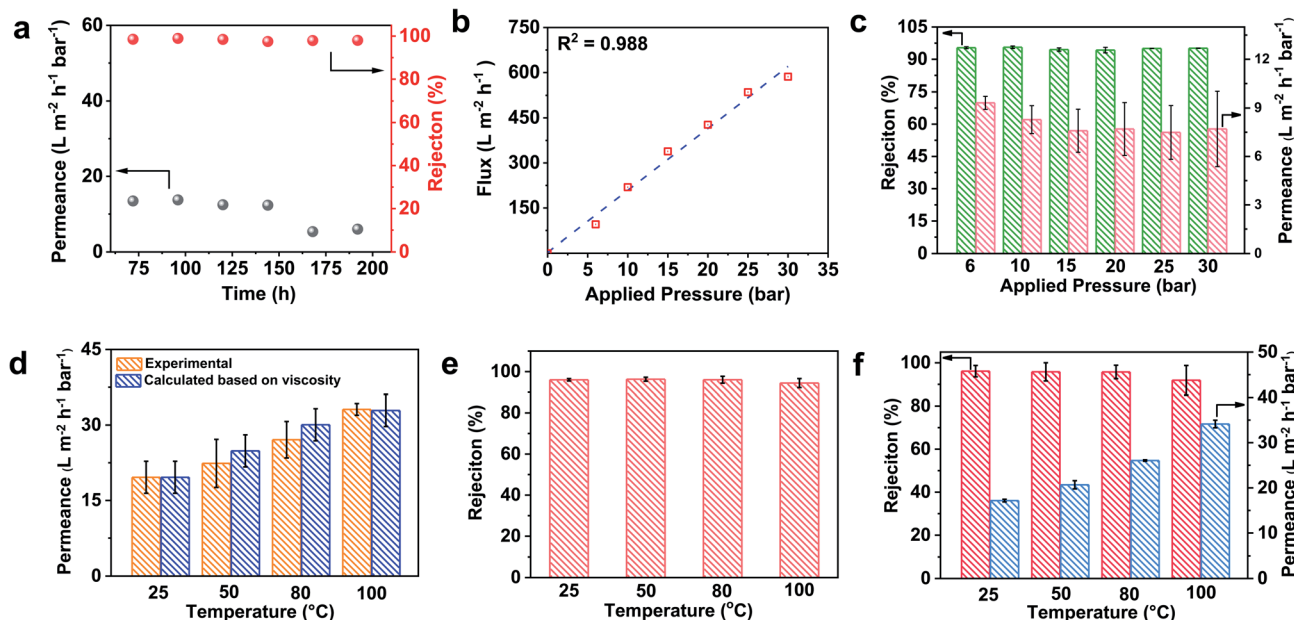 a
Permeance (L m⁻² h⁻¹ bar⁻¹)
60
40
20
0
75 100 125 150 175 200
Time (h)
100
80
60
40
20
0
Rejecton (%)
b
R² = 0.988
Flux (L m⁻² h⁻¹)
750
600
450
300
150
0 5 10 15 20 25 30 35
Applied Pressure (bar)
c
Rejeciton (%)
105
90
75
60
45
30
15
0
6 10 15 20 25 30
Applied Pressure (bar)
12
9
6
3
0
Permeance (L m⁻² h⁻¹ bar⁻¹)
d
Permeance (L m⁻² h⁻¹ bar⁻¹)
45
30
15
0
Experimental
Calculated based on viscosity
25 50 80 100
Temperature (°C)
e
Rejeciton (%)
100
80
60
40
20
0
25 50 80 100
Temperature (°C)
f
Rejeciton (%)
100
80
60
40
20
0
25 50 80 100
Temperature (°C)
50
40
30
20
10
0
Permeance (L m⁻² h⁻¹ bar⁻¹)